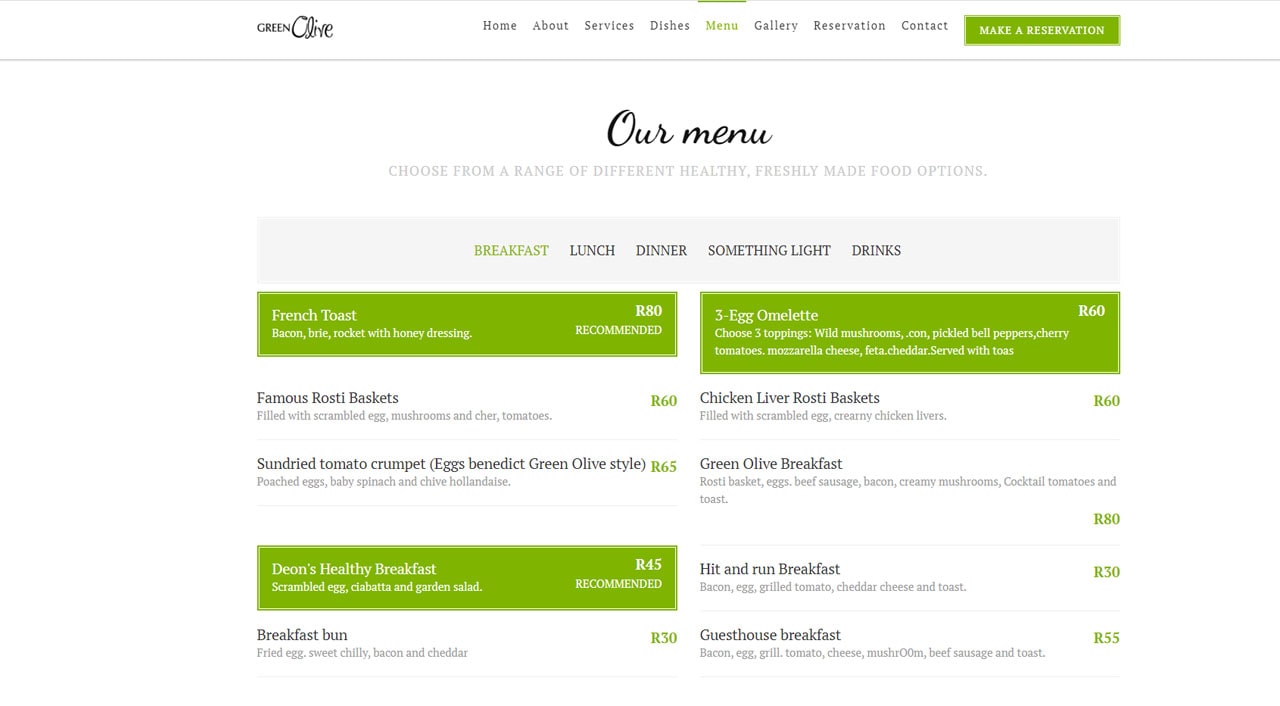 GREEN Olive
Home About Services Dishes Menu Gallery Reservation Contact MAKE A RESERVATION
Our menu
CHOOSE FROM A RANGE OF DIFFERENT HEALTHY, FRESHLY MADE FOOD OPTIONS.
BREAKFAST LUNCH DINNER SOMETHING LIGHT DRINKS
French Toast R80
Bacon, brie, rocket with honey dressing. RECOMMENDED
3-Egg Omelette R60
Choose 3 toppings: Wild mushrooms, .con, pickled bell peppers,cherry
tomatoes. mozzarella cheese, feta.cheddar.Served with toas
Famous Rosti Baskets R60
Filled with scrambled egg, mushrooms and cher, tomatoes.
Chicken Liver Rosti Baskets R60
Filled with scrambled egg, crearny chicken livers.
Sundried tomato crumpet (Eggs benedict Green Olive style) R65
Poached eggs, baby spinach and chive hollandaise.
Green Olive Breakfast
Rosti basket, eggs. beef sausage, bacon, creamy mushrooms, Cocktail tomatoes and
toast.
R80
Deon's Healthy Breakfast R45
Scrambled egg, ciabatta and garden salad. RECOMMENDED
Hit and run Breakfast R30
Bacon, egg, grilled tomato, cheddar cheese and toast.
Breakfast bun R30
Fried egg. sweet chilly, bacon and cheddar
Guesthouse breakfast R55
Bacon, egg, grill. tomato, cheese, mushrO0m, beef sausage and toast.